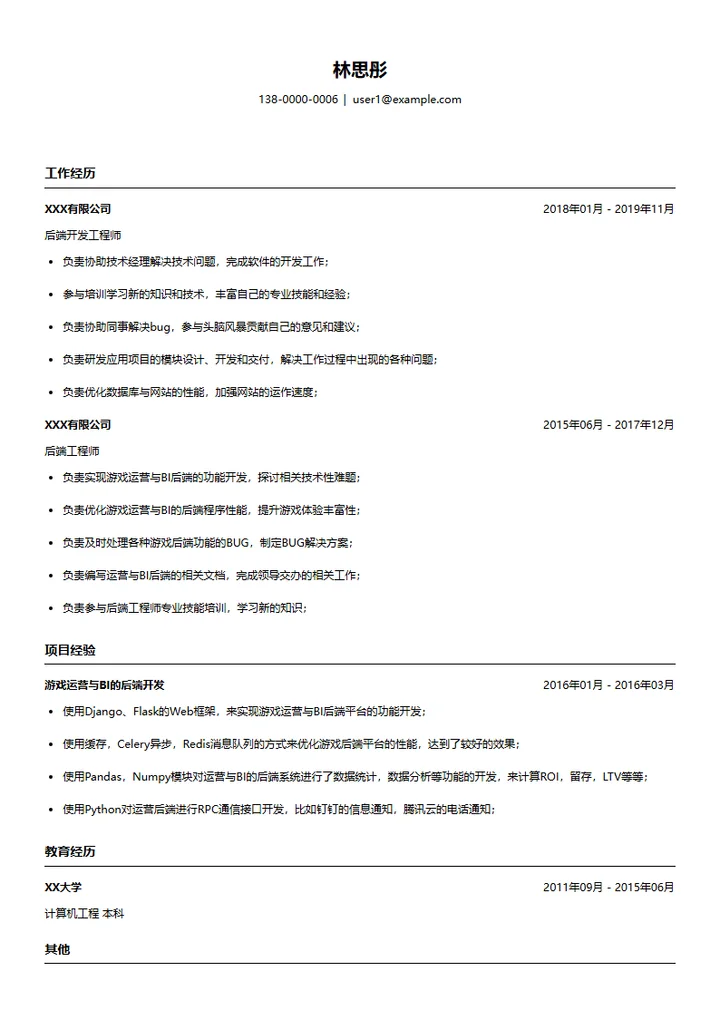 林思彤
138-0000-0006 | user1@example.com
工作经历
XXX有限公司 2018年01月 - 2019年11月
后端开发工程师
• 负责协助技术经理解决技术问题，完成软件的开发工作；
• 参与培训学习新的知识和技术，丰富自己的专业技能和经验；
• 负责协助同事解决bug，参与头脑风暴贡献自己的意见和建议；
• 负责研发应用项目的模块设计、开发和交付，解决工作过程中出现的各种问题；
• 负责优化数据库与网站的性能，加强网站的运作速度；
XXX有限公司 2015年06月 - 2017年12月
后端工程师
• 负责实现游戏运营与BI后端的功能开发，探讨相关技术性难题；
• 负责优化游戏运营与BI的后端程序性能，提升游戏体验丰富性；
• 负责及时处理各种游戏后端功能的BUG，制定BUG解决方案；
• 负责编写运营与BI后端的相关文档，完成领导交办的相关工作；
• 负责参与后端工程师专业技能培训，学习新的知识；
项目经验
游戏运营与BI的后端开发 2016年01月 - 2016年03月
• 使用Django、Flask的Web框架，来实现游戏运营与BI后端平台的功能开发；
• 使用缓存，Celery异步，Redis消息队列的方式来优化游戏后端平台的性能，达到了较好的效果；
• 使用Pandas，Numpy模块对运营与BI的后端系统进行了数据统计，数据分析等功能的开发，来计算ROI，留存，LTV等等；
• 使用Python对运营后端进行RPC通信接口开发，比如钉钉的信息通知，腾讯云的电话通知；
教育经历
XX大学 2011年09月 - 2015年06月
计算机工程 本科
其他